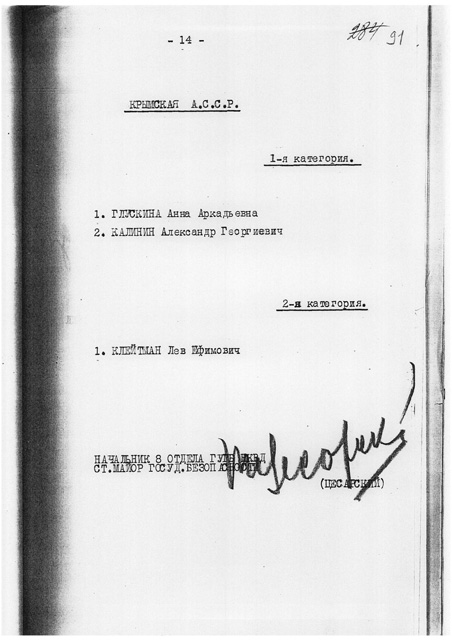 - 14 -
284 91
КРЫМСКАЯ А.С.С.Р.
1-я категория.
1. ГЛУСКИНА Анна Аркадьевна
2. КАЛИНИН Александр Георгиевич
2-я категория.
1. КЛЕЙТМАН Лев Ефимович
НАЧАЛЬНИК 8 ОТДЕЛА ГУГБ НКВД
СТ.МАЙОР ГОСУД.БЕЗОПАСНОСТИ
(ЦЕСАРСКИЙ)